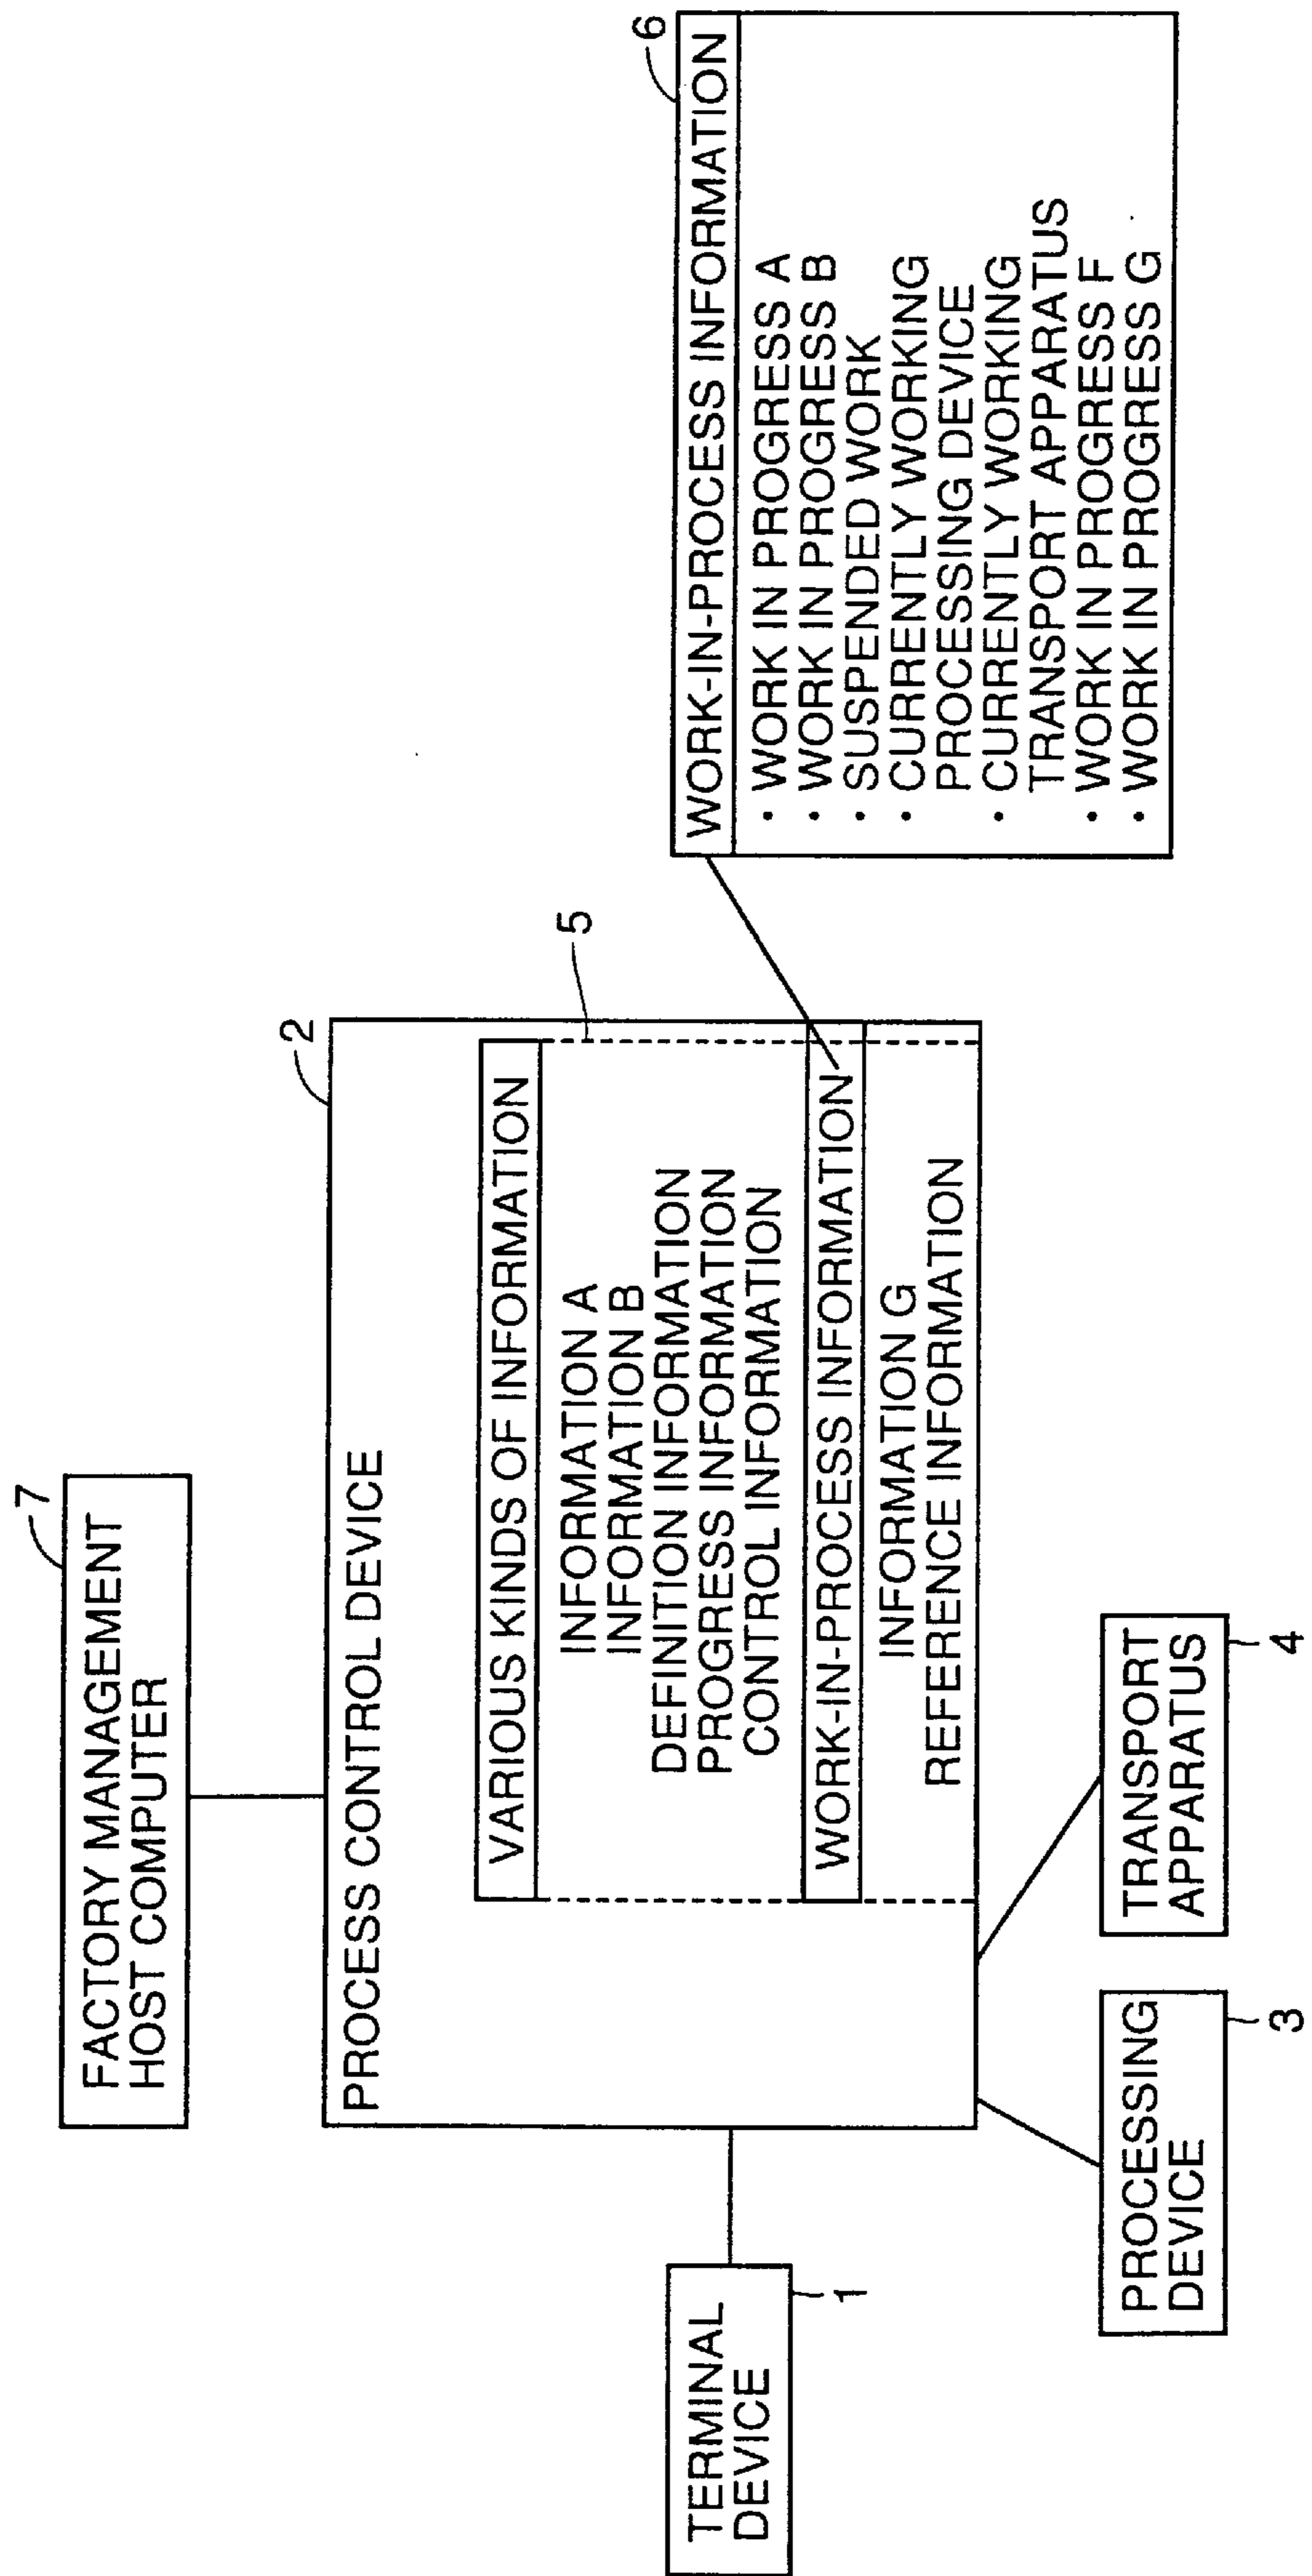 7
FACTORY MANAGEMENT
HOST COMPUTER
2
PROCESS CONTROL DEVICE
VARIOUS KINDS OF INFORMATION
5
INFORMATION A
INFORMATION B
DEFINITION INFORMATION
PROGRESS INFORMATION
CONTROL INFORMATION
WORK-IN-PROCESS INFORMATION
INFORMATION G
REFERENCE INFORMATION
6
WORK-IN-PROCESS INFORMATION
• WORK IN PROGRESS A
• WORK IN PROGRESS B
• SUSPENDED WORK
• CURRENTLY WORKING
PROCESSING DEVICE
• CURRENTLY WORKING
TRANSPORT APPARATUS
• WORK IN PROGRESS F
• WORK IN PROGRESS G
TERMINAL
DEVICE
1
PROCESSING
DEVICE
3
TRANSPORT
APPARATUS
4